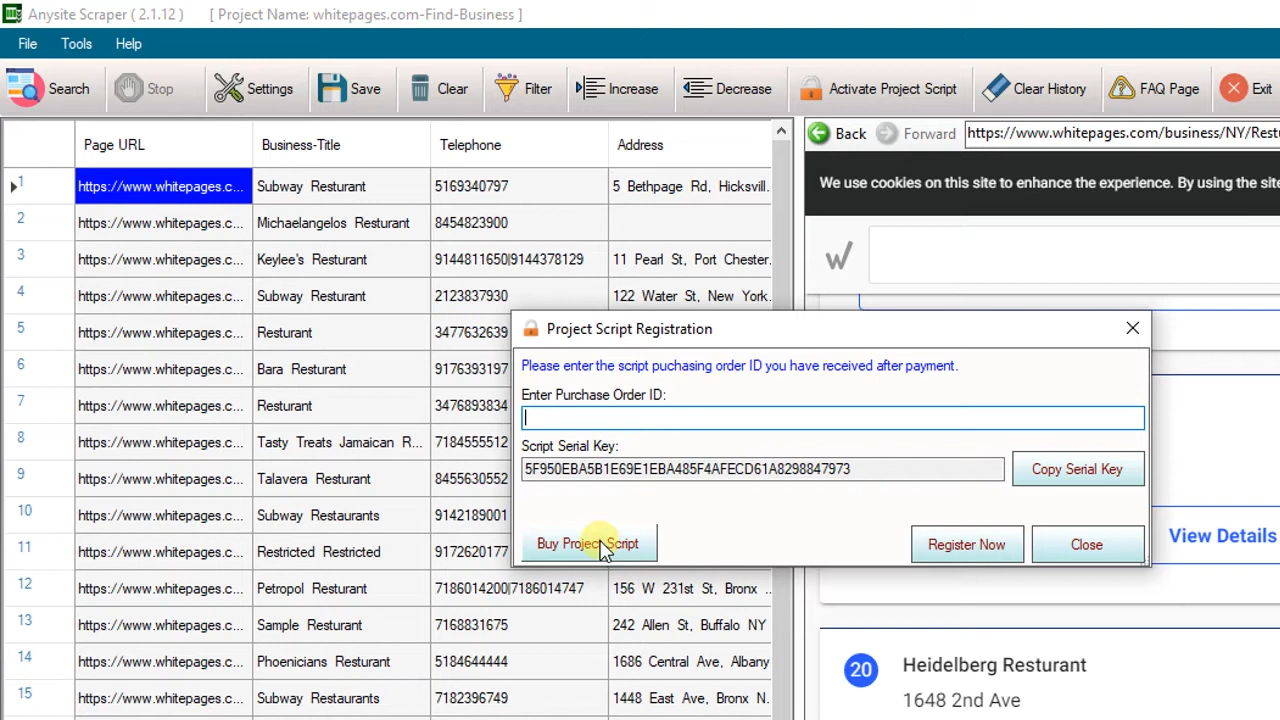 Anysite Scraper ( 2.1.12 ) [ Project Name: whitepages.com-Find-Business ]
File Tools Help
Search Stop Settings Save Clear Filter Increase Decrease Activate Project Script Clear History FAQ Page Exit
Page URL Business-Title Telephone Address
1 https://www.whitepages.c... Subway Resturant 5169340797 5 Bethpage Rd, Hicksvill.
2 https://www.whitepages.c... Michaelangelos Resturant 8454823900
3 https://www.whitepages.c... Keylee's Resturant 9144811650|9144378129 11 Pearl St, Port Chester.
4 https://www.whitepages.c... Subway Resturant 2123837930 122 Water St, New York.
5 https://www.whitepages.c... Resturant 3477632639
6 https://www.whitepages.c... Bara Resturant 9176393197
7 https://www.whitepages.c... Resturant 3476893834
8 https://www.whitepages.c... Tasty Treats Jamaican R... 7184555512
9 https://www.whitepages.c... Talavera Resturant 8455630552
10 https://www.whitepages.c... Subway Restaurants 9142189001
11 https://www.whitepages.c... Restricted Restricted 9172620177
12 https://www.whitepages.c... Petropol Resturant 7186014200|7186014747 156 W 231st St, Bronx ..
13 https://www.whitepages.c... Sample Resturant 7168831675 242 Allen St, Buffalo NY
14 https://www.whitepages.c... Phoenicians Resturant 5184644444 1686 Central Ave, Albany
15 https://www.whitepages.c... Subway Restaurants 7182396749 1448 East Ave, Bronx N.
Back Forward https://www.whitepages.com/business/NY/Rest
We use cookies on this site to enhance the experience. By using the site
W
Project Script Registration
Please enter the script puchasing order ID you have received after payment.
Enter Purchase Order ID:
Script Serial Key:
5F950EBA5B1E69E1EBA485F4AFECD61A8298847973 Copy Serial Key
Buy Project Script Register Now Close
View Details
20 Heidelberg Resturant
1648 2nd Ave